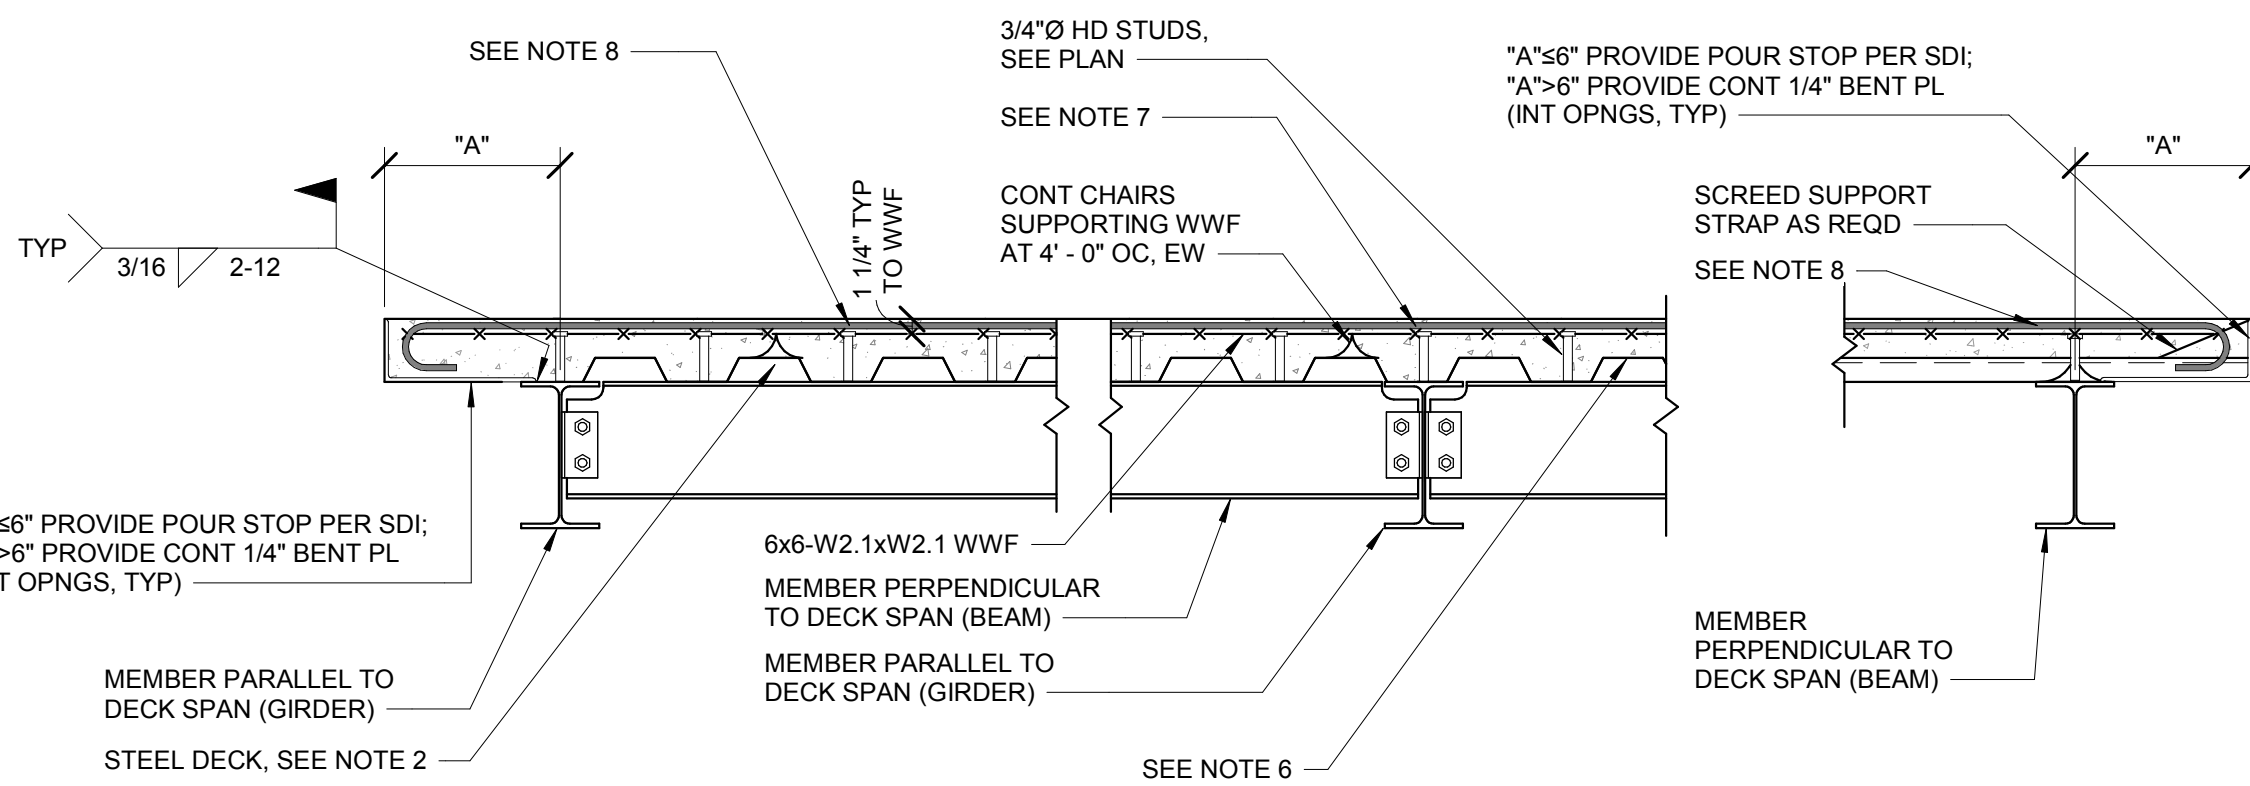 SEE NOTE 8
3/4"Ø HD STUDS,
SEE PLAN
"A"≤6" PROVIDE POUR STOP PER SDI;
"A">6" PROVIDE CONT 1/4" BENT PL
(INT OPNGS, TYP)
SEE NOTE 7
"A"
"A"
CONT CHAIRS
SUPPORTING WWF
AT 4' - 0" OC, EW
1 1/4" TYP
TO WWF
SCREED SUPPORT
STRAP AS REQD
SEE NOTE 8
TYP
3/16
2-12
≤6" PROVIDE POUR STOP PER SDI;
>6" PROVIDE CONT 1/4" BENT PL
T OPNGS, TYP)
6x6-W2.1xW2.1 WWF
MEMBER PERPENDICULAR
TO DECK SPAN (BEAM)
MEMBER PARALLEL TO
DECK SPAN (GIRDER)
MEMBER
PERPENDICULAR TO
DECK SPAN (BEAM)
MEMBER PARALLEL TO
DECK SPAN (GIRDER)
STEEL DECK, SEE NOTE 2
SEE NOTE 6